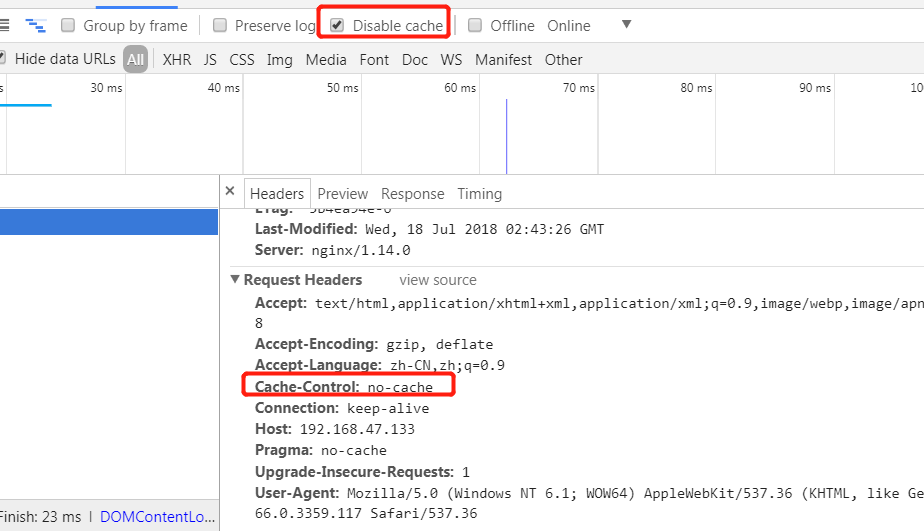 Group by frame Preserve log Disable cache Offline Online ▼
Hide data URLs All XHR JS CSS Img Media Font Doc WS Manifest Other
30 ms 40 ms 50 ms 60 ms 70 ms 80 ms 90 ms 10
× Headers Preview Response Timing
Last-Modified: Wed, 18 Jul 2018 02:43:26 GMT
Server: nginx/1.14.0
▼ Request Headers view source
Accept: text/html,application/xhtml+xml,application/xml;q=0.9,image/webp,image/apn
8
Accept-Encoding: gzip, deflate
Accept-Language: zh-CN,zh;q=0.9
Cache-Control: no-cache
Connection: keep-alive
Host: 192.168.47.133
Pragma: no-cache
Upgrade-Insecure-Requests: 1
User-Agent: Mozilla/5.0 (Windows NT 6.1; WOW64) AppleWebKit/537.36 (KHTML, like Ge
66.0.3359.117 Safari/537.36
Finish: 23 ms | DOMContentLo...